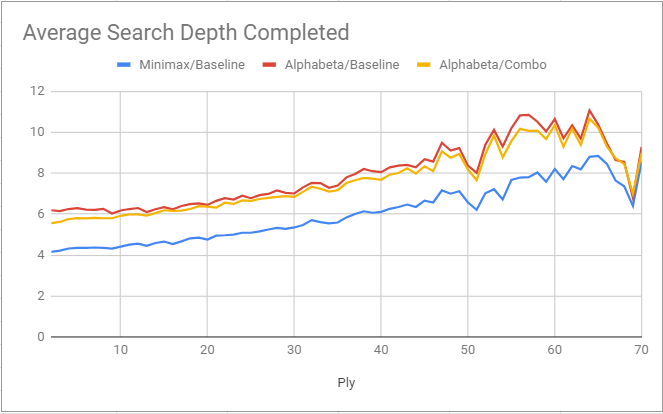 Average Search Depth Completed
Minimax/Baseline Alphabeta/Baseline Alphabeta/Combo
12
10
8
6
4
2
0
10 20 30 40 50 60 70
Ply